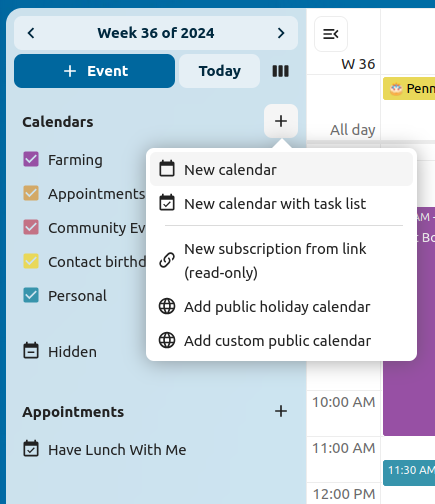 Week 36 of 2024
Event
Today
Calendars
Farming
Appointments
Community Ev
Contact birthd
Personal
Hidden
Appointments
Have Lunch With Me
New calendar
New calendar with task list
New subscription from link
(read-only)
Add public holiday calendar
Add custom public calendar
W 36
Penn
All day
AM –
t Bo
10:00 AM
11:00 AM
11:30 AM
12:00 PM